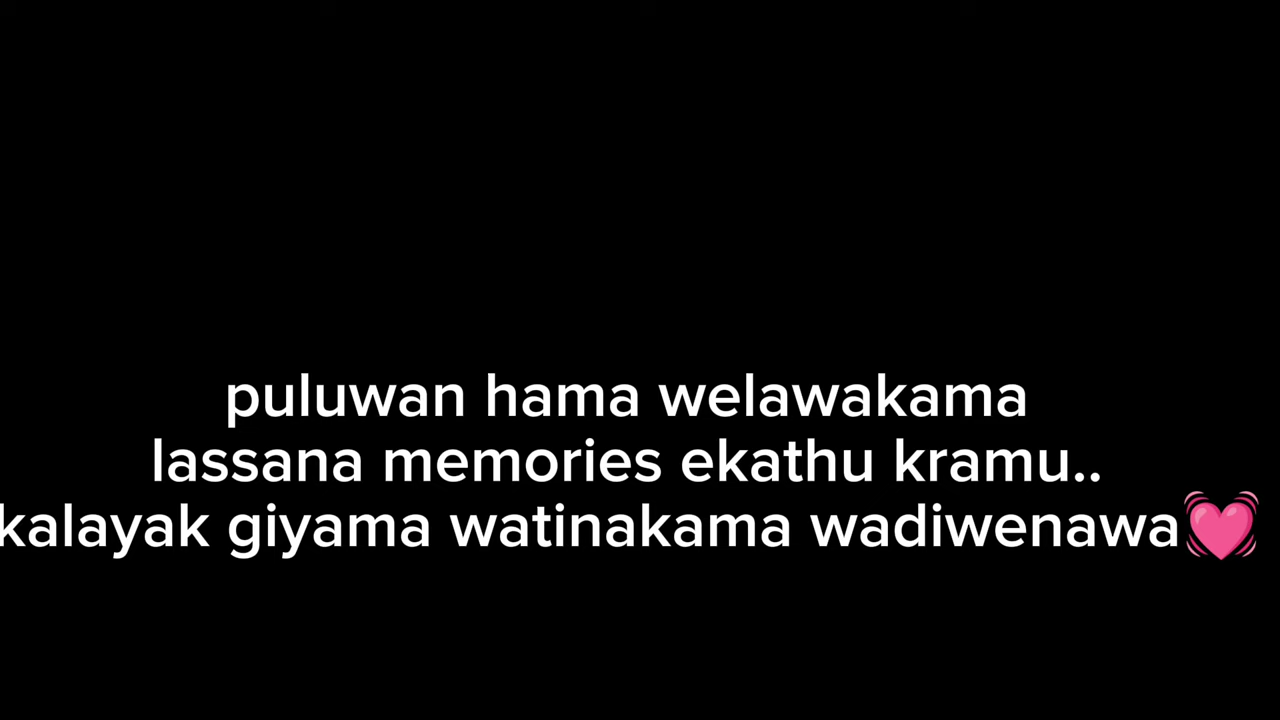 puluwan hama welawakama
lassana memories ekathu kramu..
kalayak giyama watinakama wadiwenawa💓